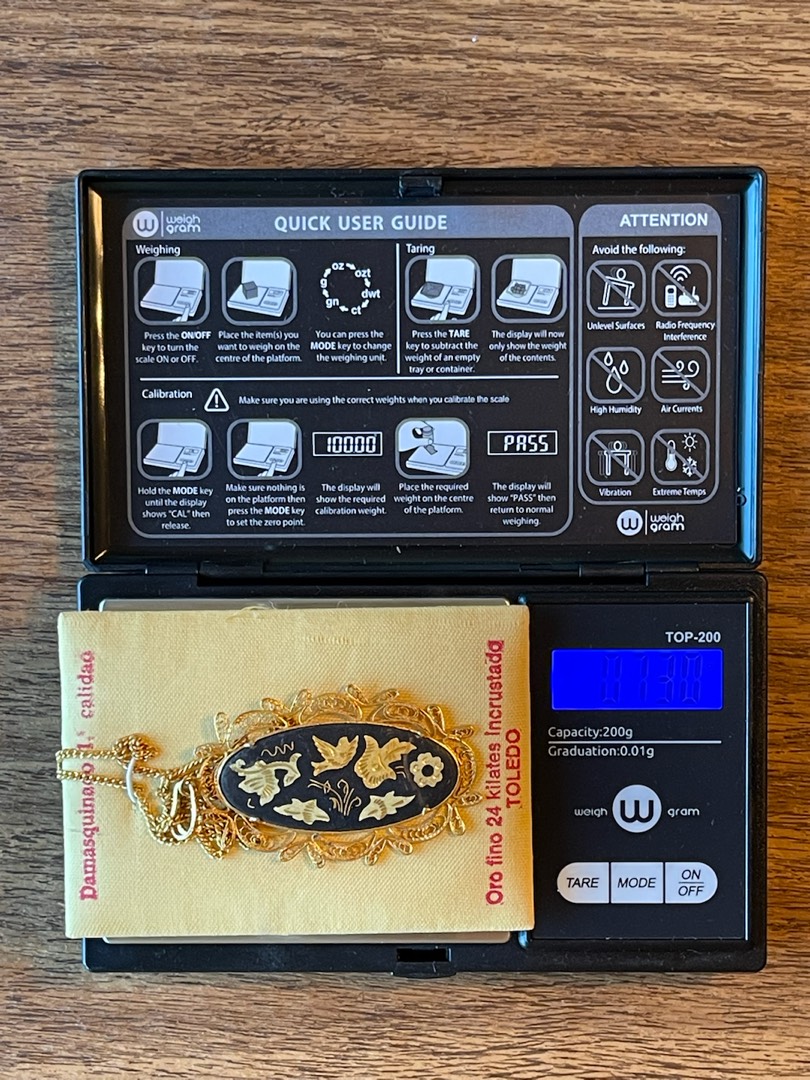 weigh
gram
QUICK USER GUIDE
Weighing
Press the ON/OFF
key to turn the
scale ON or OFF.
Place the item(s) you
want to weigh on the
centre of the platform.
oz
ozt
dwt
ct
gn
g
You can press the
MODE key to change
the weighing unit.
Taring
Press the TARE
key to subtract the
weight of an empty
tray or container.
The display will now
only show the weight
of the contents.
Calibration
Make sure you are using the correct weights when you calibrate the scale
Hold the MODE key
until the display
shows "CAL" then
release.
Make sure nothing is
on the platform then
press the MODE key
to set the zero point.
10000
The display will
show the required
calibration weight.
Place the required
weight on the centre
of the platform.
PASS
The display will
show "PASS" then
return to normal
weighing.
ATTENTION
Avoid the following:
Unlevel Surfaces
Radio Frequency
Interference
High Humidity
Air Currents
Vibration
Extreme Temps
weigh
gram
Damasquinado 1ª calidad
Oro fino 24 kilates Incrustado
TOLEDO
TOP-200
Capacity:200g
Graduation:0.01g
weigh W gram
TARE
MODE
ON
OFF